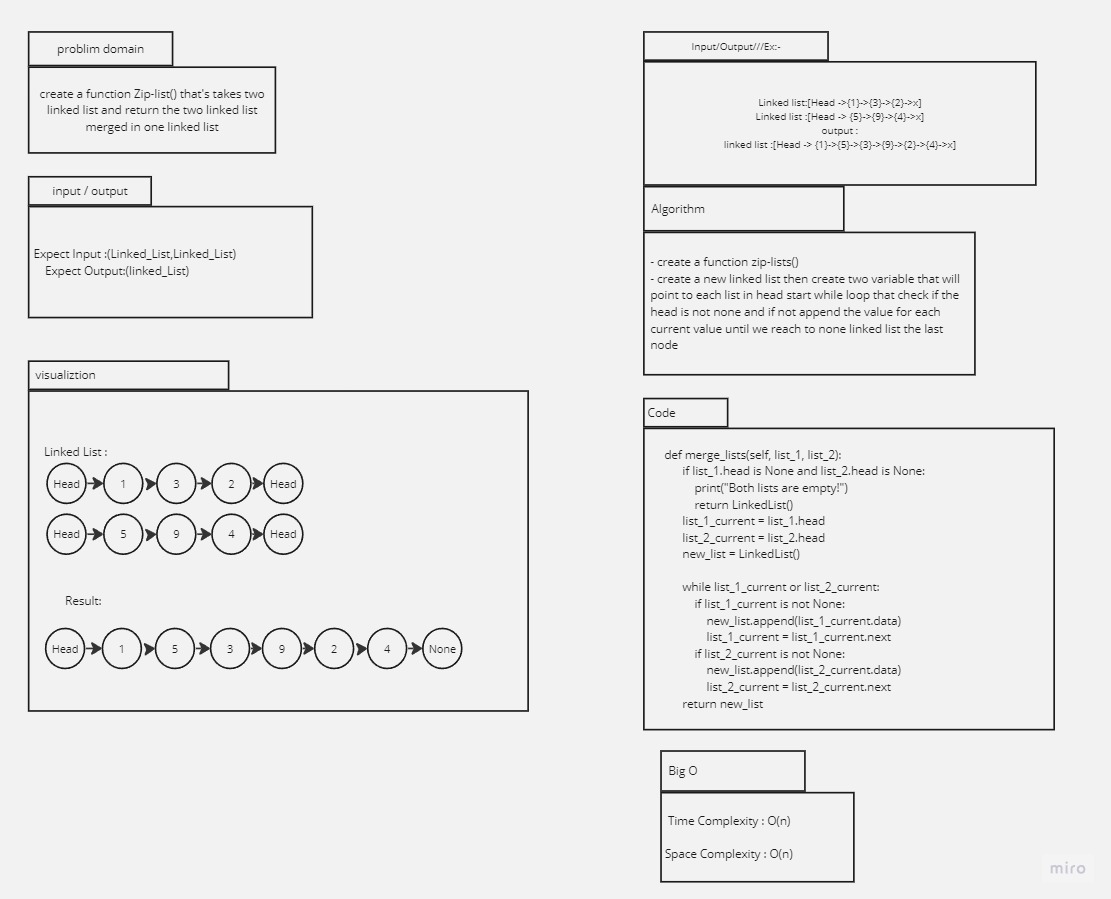 problim domain
create a function Zip-list() that's takes two
linked list and return the two linked list
merged in one linked list
input / output
Expect Input :(Linked_List,Linked_List)
Expect Output:(linked_List)
visualiztion
Linked List :
Head 1 3 2 Head
Head 5 9 4 Head
Result:
Head 1 5 3 9 2 4 None
Input/Output///Ex:-
Linked list:[Head ->{1}->{3}->{2}->x]
Linked list :[Head -> {5}->{9}->{4}->x]
output :
linked list :[Head -> {1}->{5}->{3}->{9}->{2}->{4}->x]
Algorithm
- create a function zip-lists()
- create a new linked list then create two variable that will
point to each list in head start while loop that check if the
head is not none and if not append the value for each
current value until we reach to none linked list the last
node
Code
def merge_lists(self, list_1, list_2):
if list_1.head is None and list_2.head is None:
print("Both lists are empty!")
return LinkedList()
list_1_current = list_1.head
list_2_current = list_2.head
new_list = LinkedList()
while list_1_current or list_2_current:
if list_1_current is not None:
new_list.append(list_1_current.data)
list_1_current = list_1_current.next
if list_2_current is not None:
new_list.append(list_2_current.data)
list_2_current = list_2_current.next
return new_list
Big O
Time Complexity : O(n)
Space Complexity : O(n)
miro